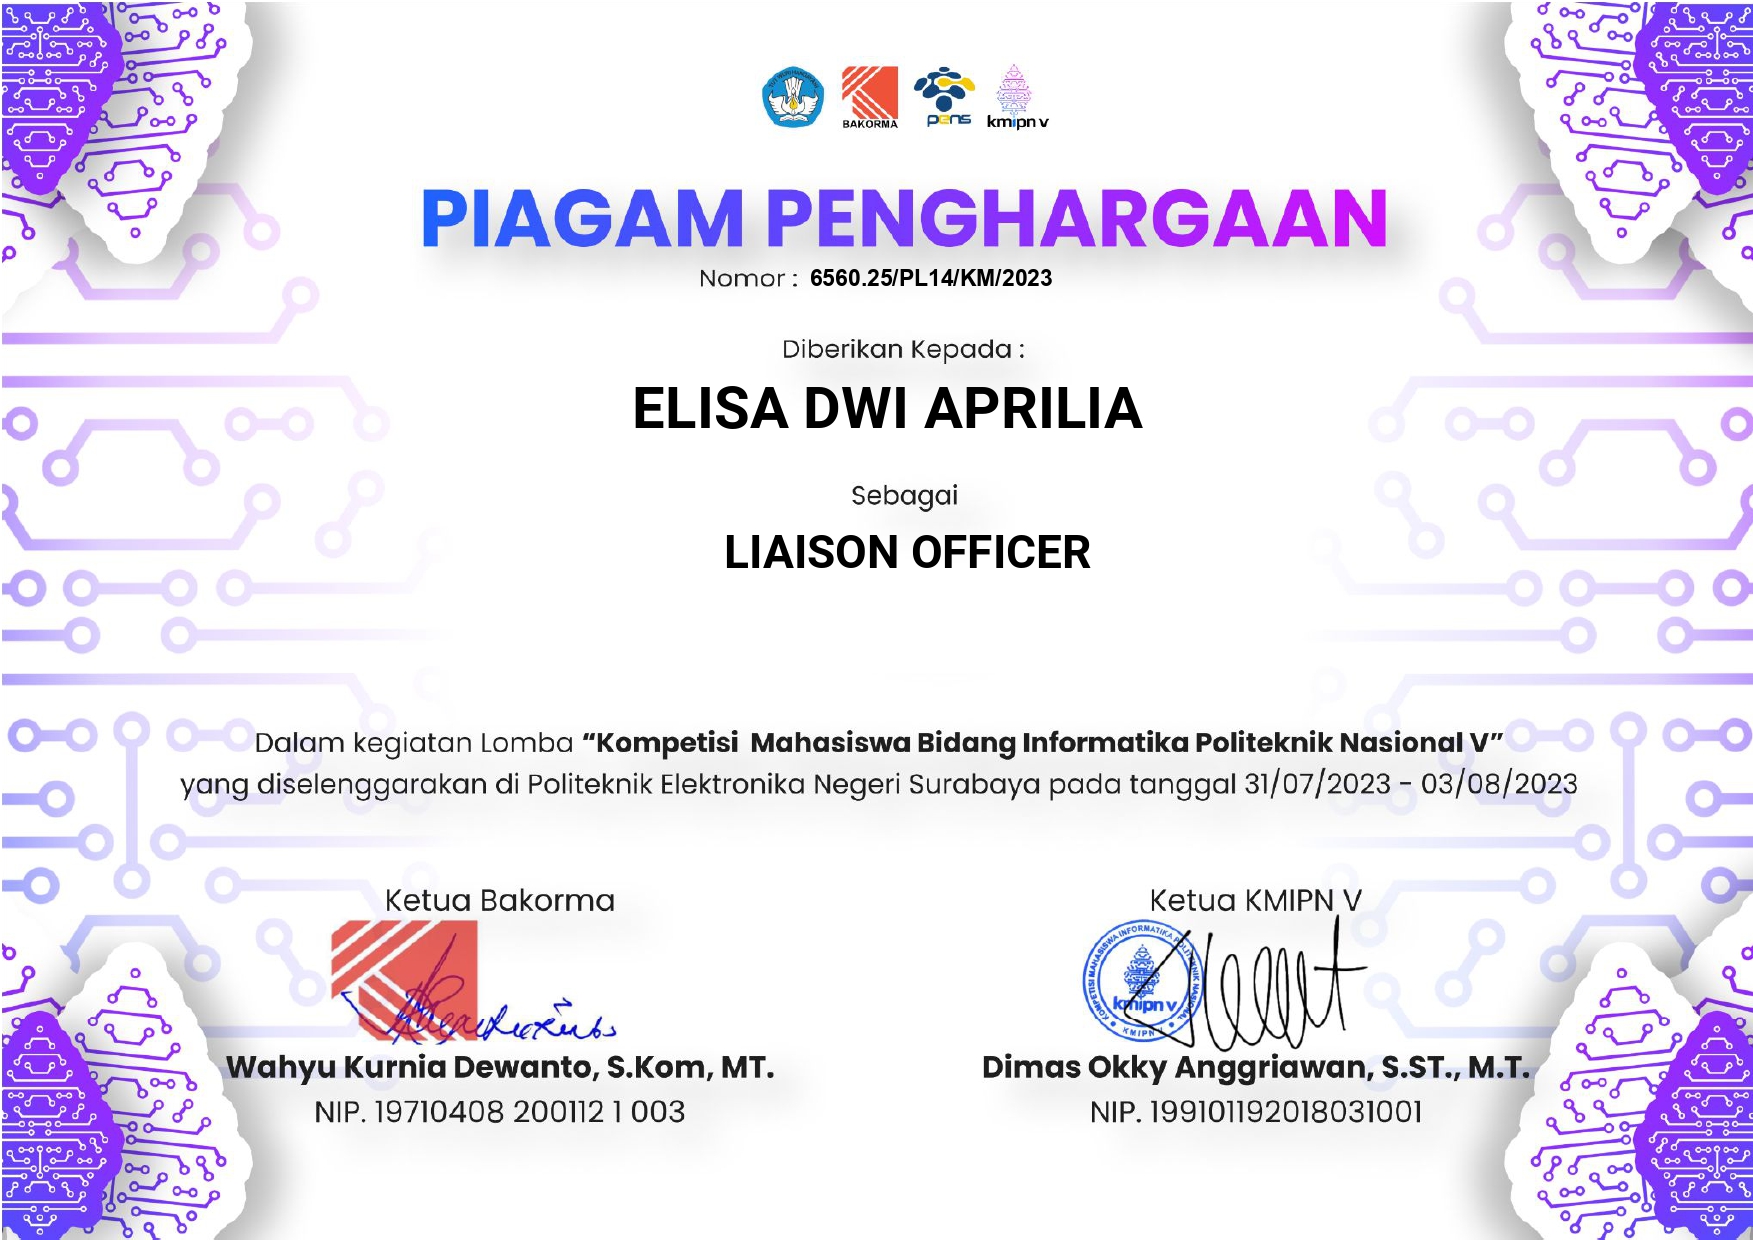 BAKORMA
pens
kmipn v
PIAGAM PENGHARGAAN
Nomor : 6560.25/PL14/KM/2023
Diberikan Kepada :
ELISA DWI APRILIA
Sebagai
LIAISON OFFICER
Dalam kegiatan Lomba “Kompetisi Mahasiswa Bidang Informatika Politeknik Nasional V”
yang diselenggarakan di Politeknik Elektronika Negeri Surabaya pada tanggal 31/07/2023 - 03/08/2023
Ketua Bakorma
Ketua KMIPN V
KOMPETISI MAHASISWA INFORMATIKA POLITEKNIK NASIONAL
kmipn v
KMIPN
Wahyu Kurnia Dewanto, S.Kom, MT.
Dimas Okky Anggriawan, S.ST., M.T.
NIP. 19710408 200112 1 003
NIP. 199101192018031001